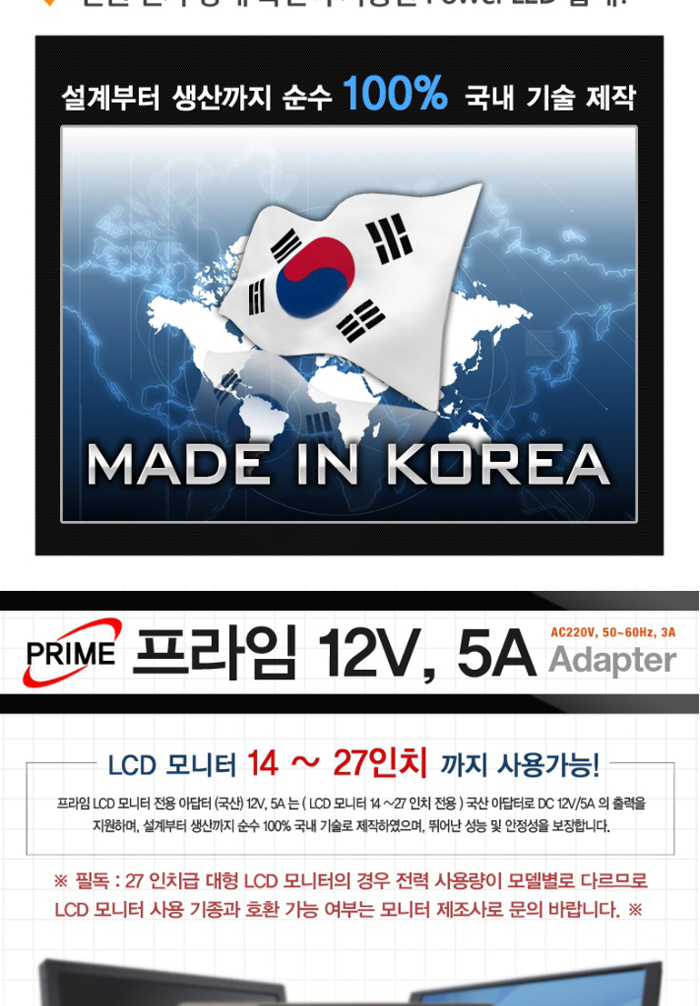 Power LED
설계부터 생산까지 순수 100% 국내 기술 제작
MADE IN KOREA
PRIME 프라임 12V, 5A AC220V, 50~60Hz, 3A
Adapter
LCD 모니터 14 ~ 27인치 까지 사용가능!
프라임 LCD 모니터 전용 아답터 (국산) 12V, 5A 는 ( LCD 모니터 14 ~27 인치 전용 ) 국산 아답터로 DC 12V/5A 의 출력을
지원하며, 설계부터 생산까지 순수 100% 국내 기술로 제작하였으며, 뛰어난 성능 및 안정성을 보장합니다.
※ 필독 : 27 인치급 대형 LCD 모니터의 경우 전력 사용량이 모델별로 다르므로
LCD 모니터 사용 기종과 호환 가능 여부는 모니터 제조사로 문의 바랍니다. ※